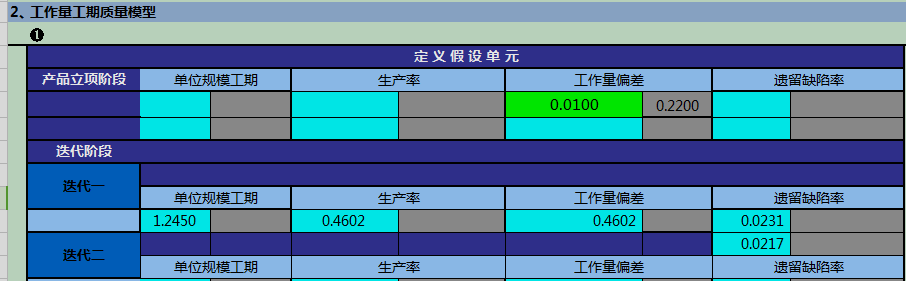 2、工作量工期质量模型
❶
定义假设单元
产品立项阶段 单位规模工期 生产率 工作量偏差 遗留缺陷率
0.0100 0.2200
迭代阶段
迭代一
单位规模工期 生产率 工作量偏差 遗留缺陷率
1.2450 0.4602 0.4602 0.0231
迭代二 0.0217
单位规模工期 生产率 工作量偏差 遗留缺陷率